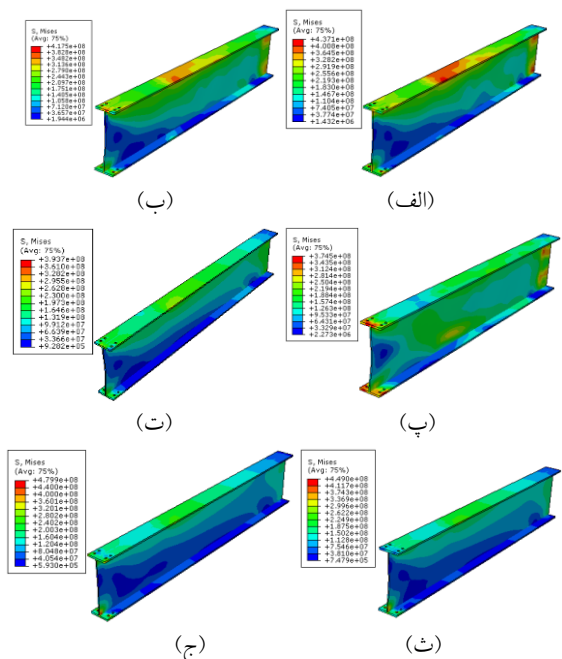 S, Mises
(Avg: 75%)
+4.371e+08
+4.008e+08
+3.645e+08
+3.282e+08
+2.919e+08
+2.556e+08
+2.193e+08
+1.830e+08
+1.467e+08
+1.104e+08
+7.405e+07
+3.774e+07
+1.432e+06
(الف)
S, Mises
(Avg: 75%)
+4.175e+08
+3.828e+08
+3.482e+08
+3.136e+08
+2.790e+08
+2.443e+08
+2.097e+08
+1.751e+08
+1.405e+08
+1.058e+08
+7.120e+07
+3.657e+07
+1.944e+06
(ب)
S, Mises
(Avg: 75%)
+3.745e+08
+3.435e+08
+3.124e+08
+2.814e+08
+2.504e+08
+2.194e+08
+1.884e+08
+1.574e+08
+1.263e+08
+9.533e+07
+6.431e+07
+3.329e+07
+2.273e+06
(پ)
S, Mises
(Avg: 75%)
+3.937e+08
+3.610e+08
+3.282e+08
+2.955e+08
+2.628e+08
+2.300e+08
+1.973e+08
+1.646e+08
+1.319e+08
+9.912e+07
+6.639e+07
+3.366e+07
+9.282e+05
(ت)
S, Mises
(Avg: 75%)
+4.490e+08
+4.117e+08
+3.743e+08
+3.369e+08
+2.996e+08
+2.622e+08
+2.249e+08
+1.875e+08
+1.502e+08
+1.128e+08
+7.546e+07
+3.810e+07
+7.479e+05
(ث)
S, Mises
(Avg: 75%)
+4.799e+08
+4.400e+08
+4.000e+08
+3.601e+08
+3.201e+08
+2.802e+08
+2.402e+08
+2.003e+08
+1.604e+08
+1.204e+08
+8.048e+07
+4.054e+07
+5.930e+05
(ج)